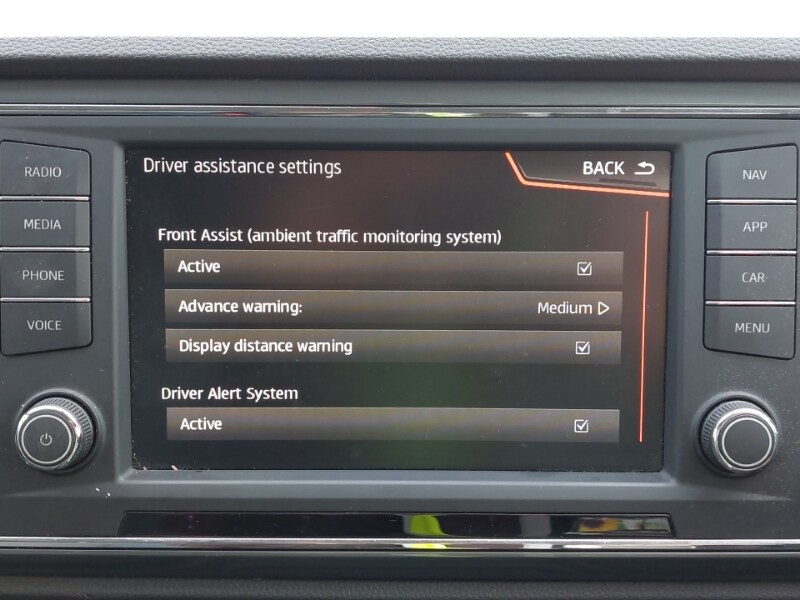 Driver assistance settings
BACK
Front Assist (ambient traffic monitoring system)
Active
Advance warning:
Medium
Display distance warning
Driver Alert System
Active
RADIO
MEDIA
PHONE
VOICE
NAV
APP
CAR
MENU